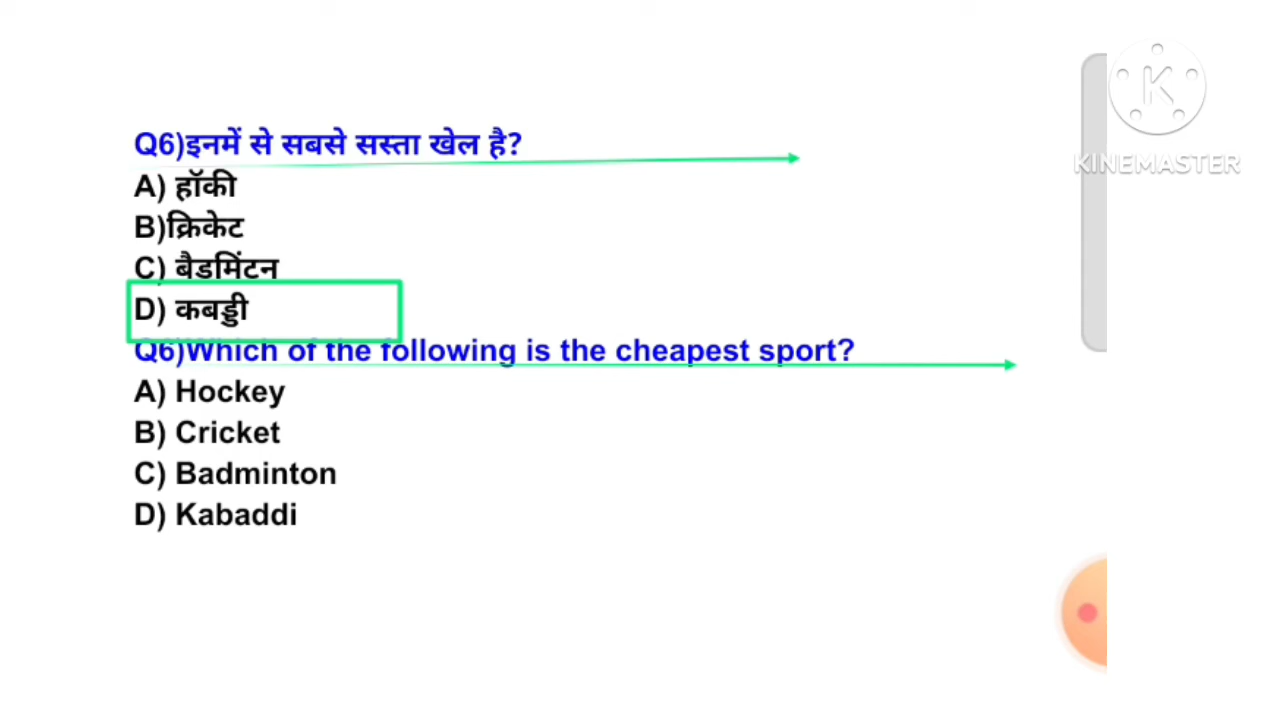 Q6)इनमें से सबसे सस्ता खेल है?
A) हॉकी
B)क्रिकेट
C) बैडमिंटन
D) कबड्डी
Q6)Which of the following is the cheapest sport?
A) Hockey
B) Cricket
C) Badminton
D) Kabaddi
K
KINEMASTER